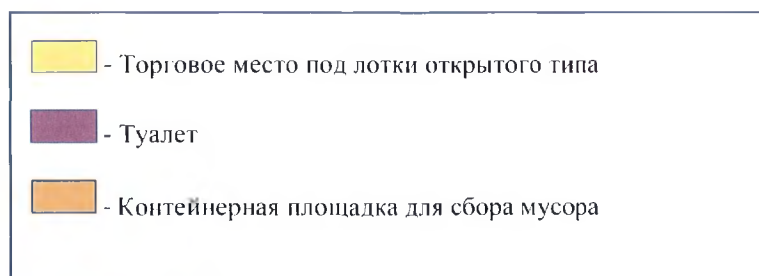 - Торговое место под лотки открытого типа
- Туалет
- Контейнерная площадка для сбора мусора